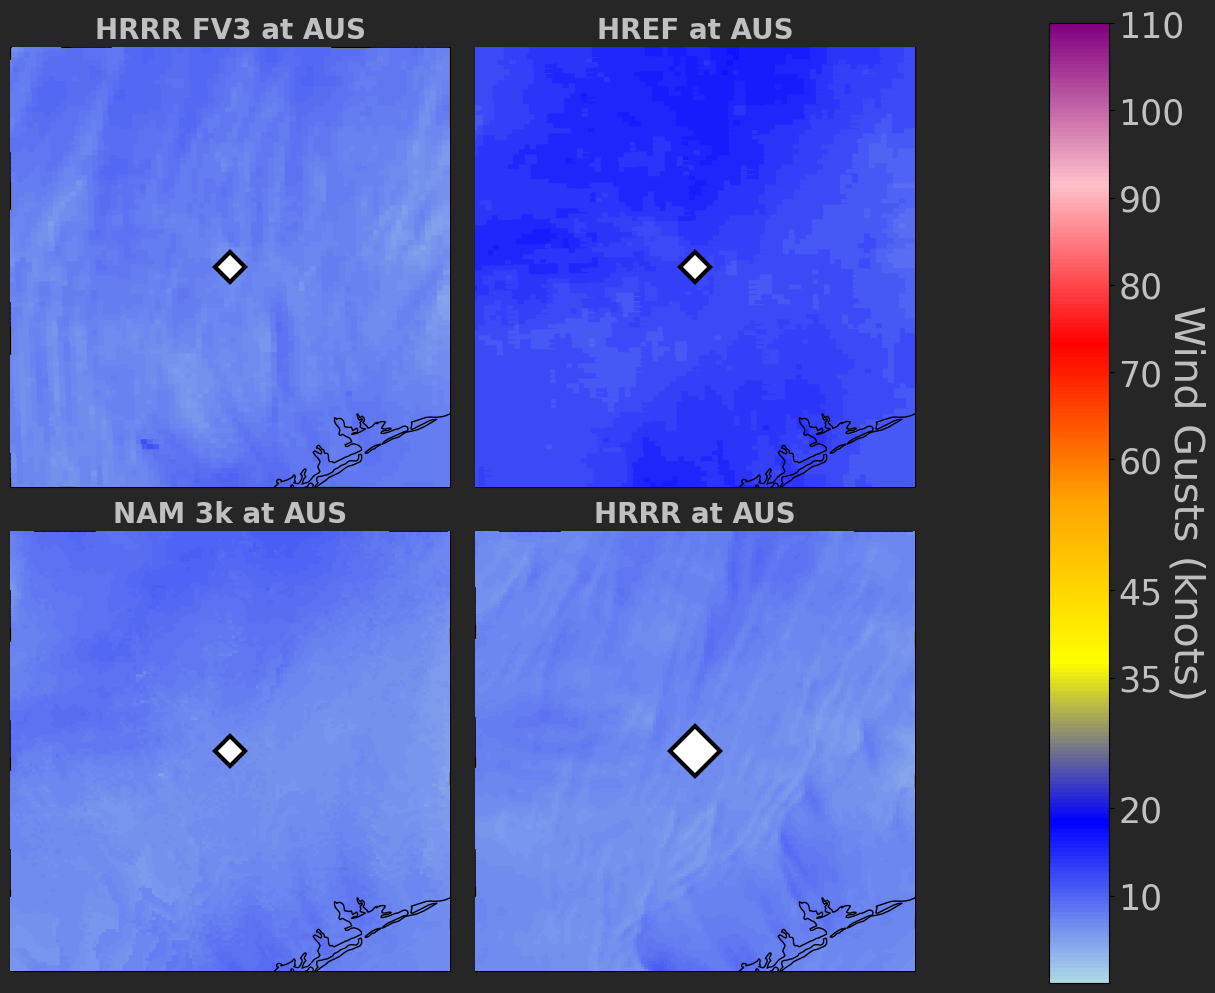 HRRR FV3 at AUS
HREF at AUS
NAM 3k at AUS
HRRR at AUS
110
100
90
80
70
60
45
35
20
10
Wind Gusts (knots)